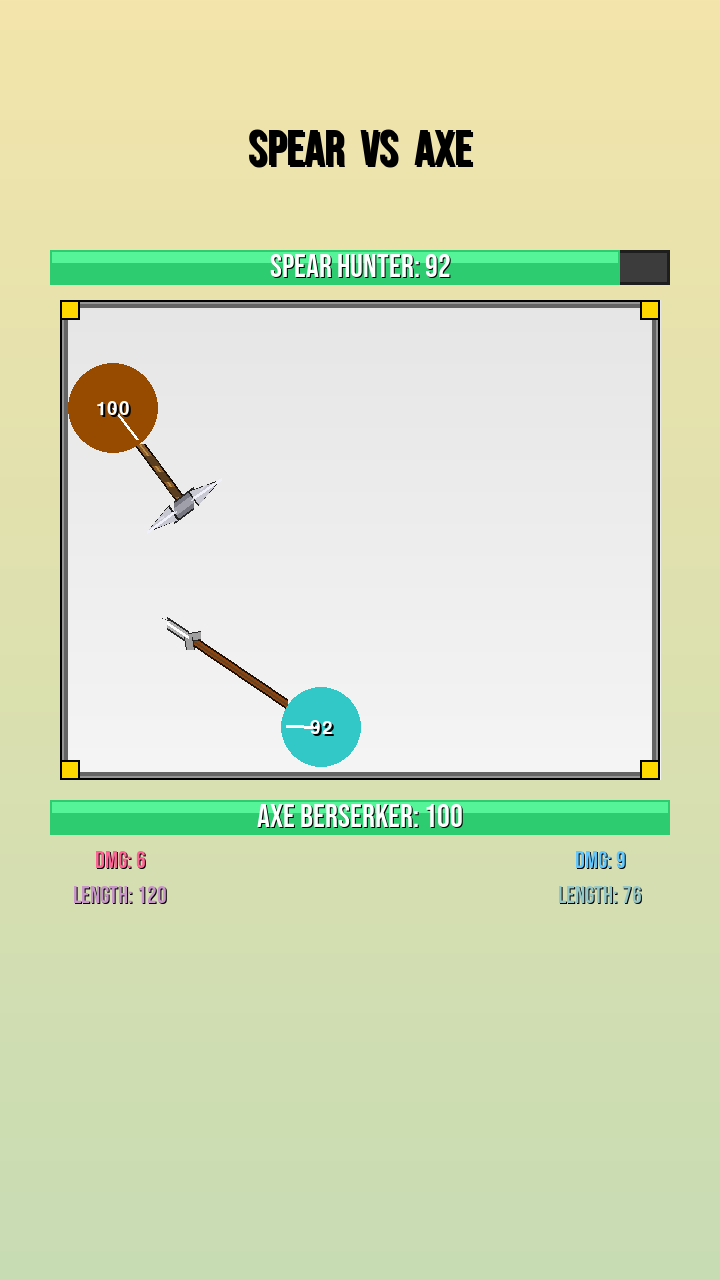 SPEAR VS AXE
SPEAR HUNTER: 92
100
92
AXE BERSERKER: 100
DMG: 6
DMG: 9
LENGTH: 120
LENGTH: 76